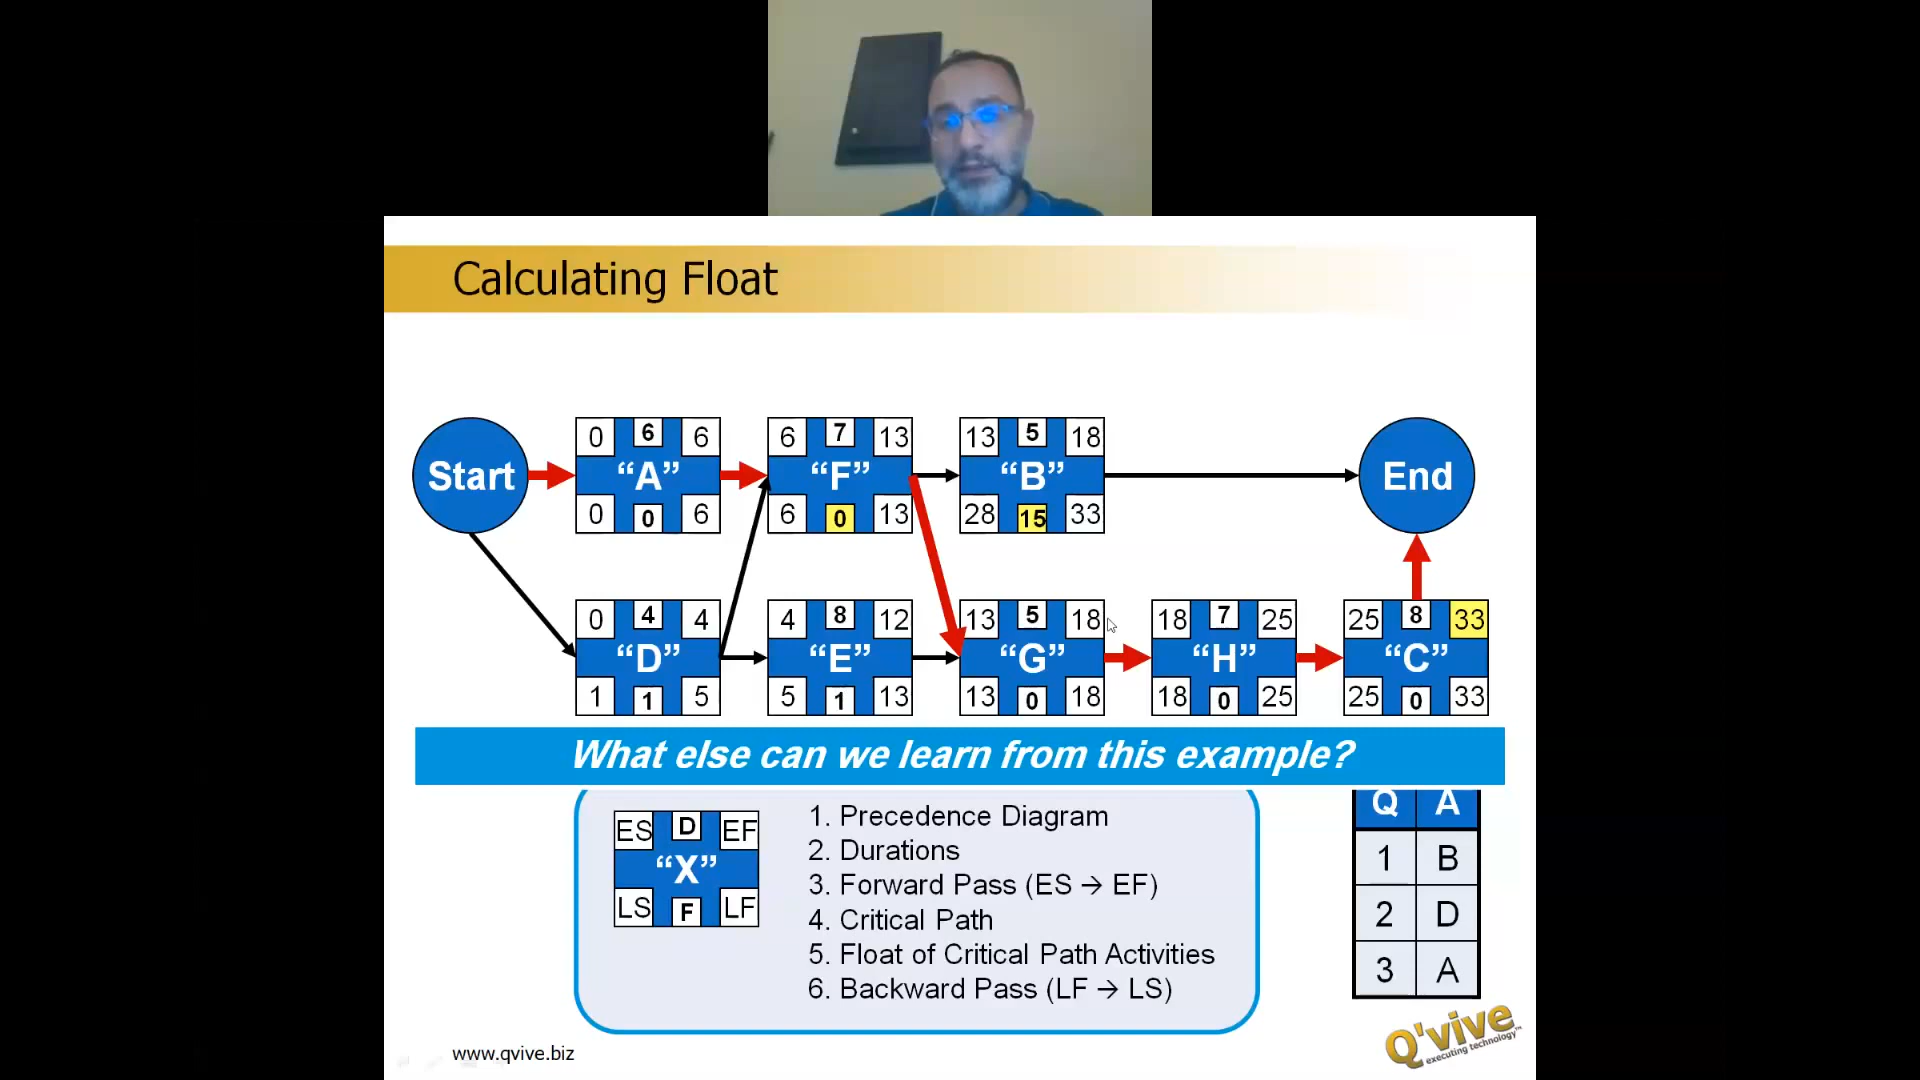 Calculating Float
0 6 6 6 7 13 13 5 18
Start “A” “F” “B” End
0 0 6 6 0 13 28 15 33
0 4 4 4 8 12 13 5 18 18 7 25 25 8 33
“D” “E” “G” “H” “C”
1 1 5 5 1 13 13 0 18 18 0 25 25 0 33
What else can we learn from this example?
ES D EF
“X”
LS F LF
1. Precedence Diagram
2. Durations
3. Forward Pass (ES → EF)
4. Critical Path
5. Float of Critical Path Activities
6. Backward Pass (LF → LS)
Q A
1 B
2 D
3 A
www.qvive.biz
Q'vive
executing technology™